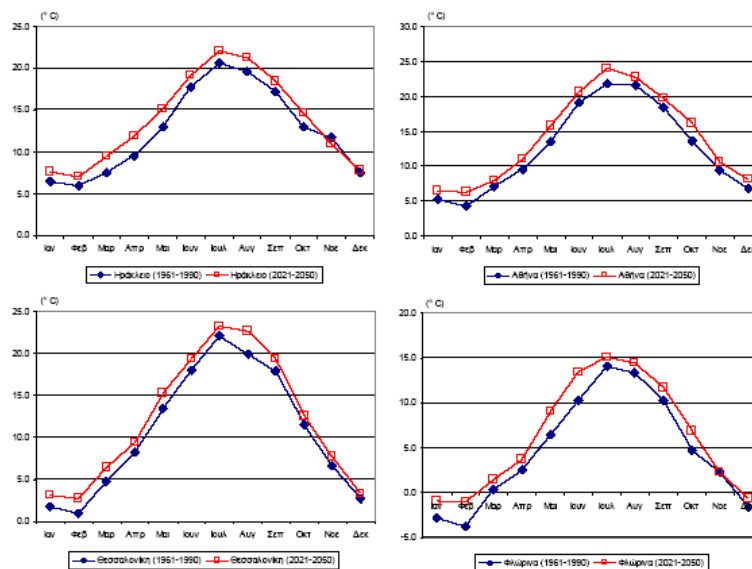 (° C)
25.0
20.0
15.0
10.0
5.0
0.0
Ιαν Φεβ Μαρ Απρ Μαι Ιουν Ιουλ Αυγ Σεπ Οκτ Νοε Δεκ
Ηράκλειο (1961-1990) Ηράκλειο (2021-2050)
(° C)
30.0
25.0
20.0
15.0
10.0
5.0
0.0
Ιαν Φεβ Μαρ Απρ Μαι Ιουν Ιουλ Αυγ Σεπ Οκτ Νοε Δεκ
Αθήνα (1961-1990) Αθήνα (2021-2050)
(° C)
25.0
20.0
15.0
10.0
5.0
0.0
Ιαν Φεβ Μαρ Απρ Μαι Ιουν Ιουλ Αυγ Σεπ Οκτ Νοε Δεκ
Θεσσαλονίκη (1961-1990) Θεσσαλονίκη (2021-2050)
(° C)
20.0
15.0
10.0
5.0
0.0
-5.0
Ιαν Φεβ Μαρ Απρ Μαι Ιουν Ιουλ Αυγ Σεπ Οκτ Νοε Δεκ
Φλώρινα (1961-1990) Φλώρινα (2021-2050)